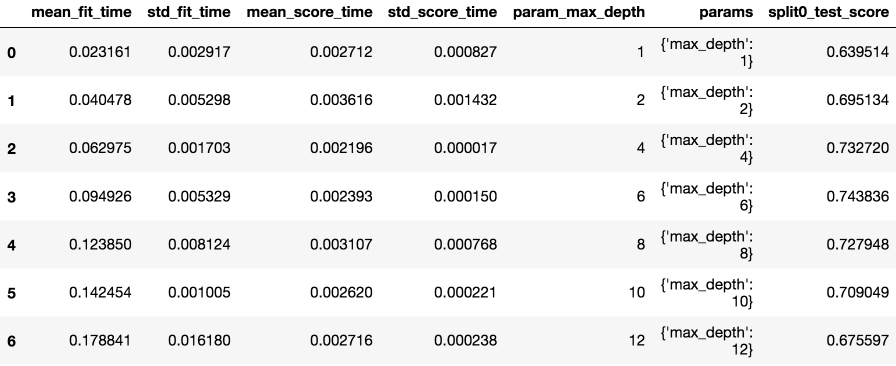 mean_fit_time std_fit_time mean_score_time std_score_time param_max_depth params split0_test_score
0 0.023161 0.002917 0.002712 0.000827 1 {'max_depth': 1} 0.639514
1 0.040478 0.005298 0.003616 0.001432 2 {'max_depth': 2} 0.695134
2 0.062975 0.001703 0.002196 0.000017 4 {'max_depth': 4} 0.732720
3 0.094926 0.005329 0.002393 0.000150 6 {'max_depth': 6} 0.743836
4 0.123850 0.008124 0.003107 0.000768 8 {'max_depth': 8} 0.727948
5 0.142454 0.001005 0.002620 0.000221 10 {'max_depth': 10} 0.709049
6 0.178841 0.016180 0.002716 0.000238 12 {'max_depth': 12} 0.675597